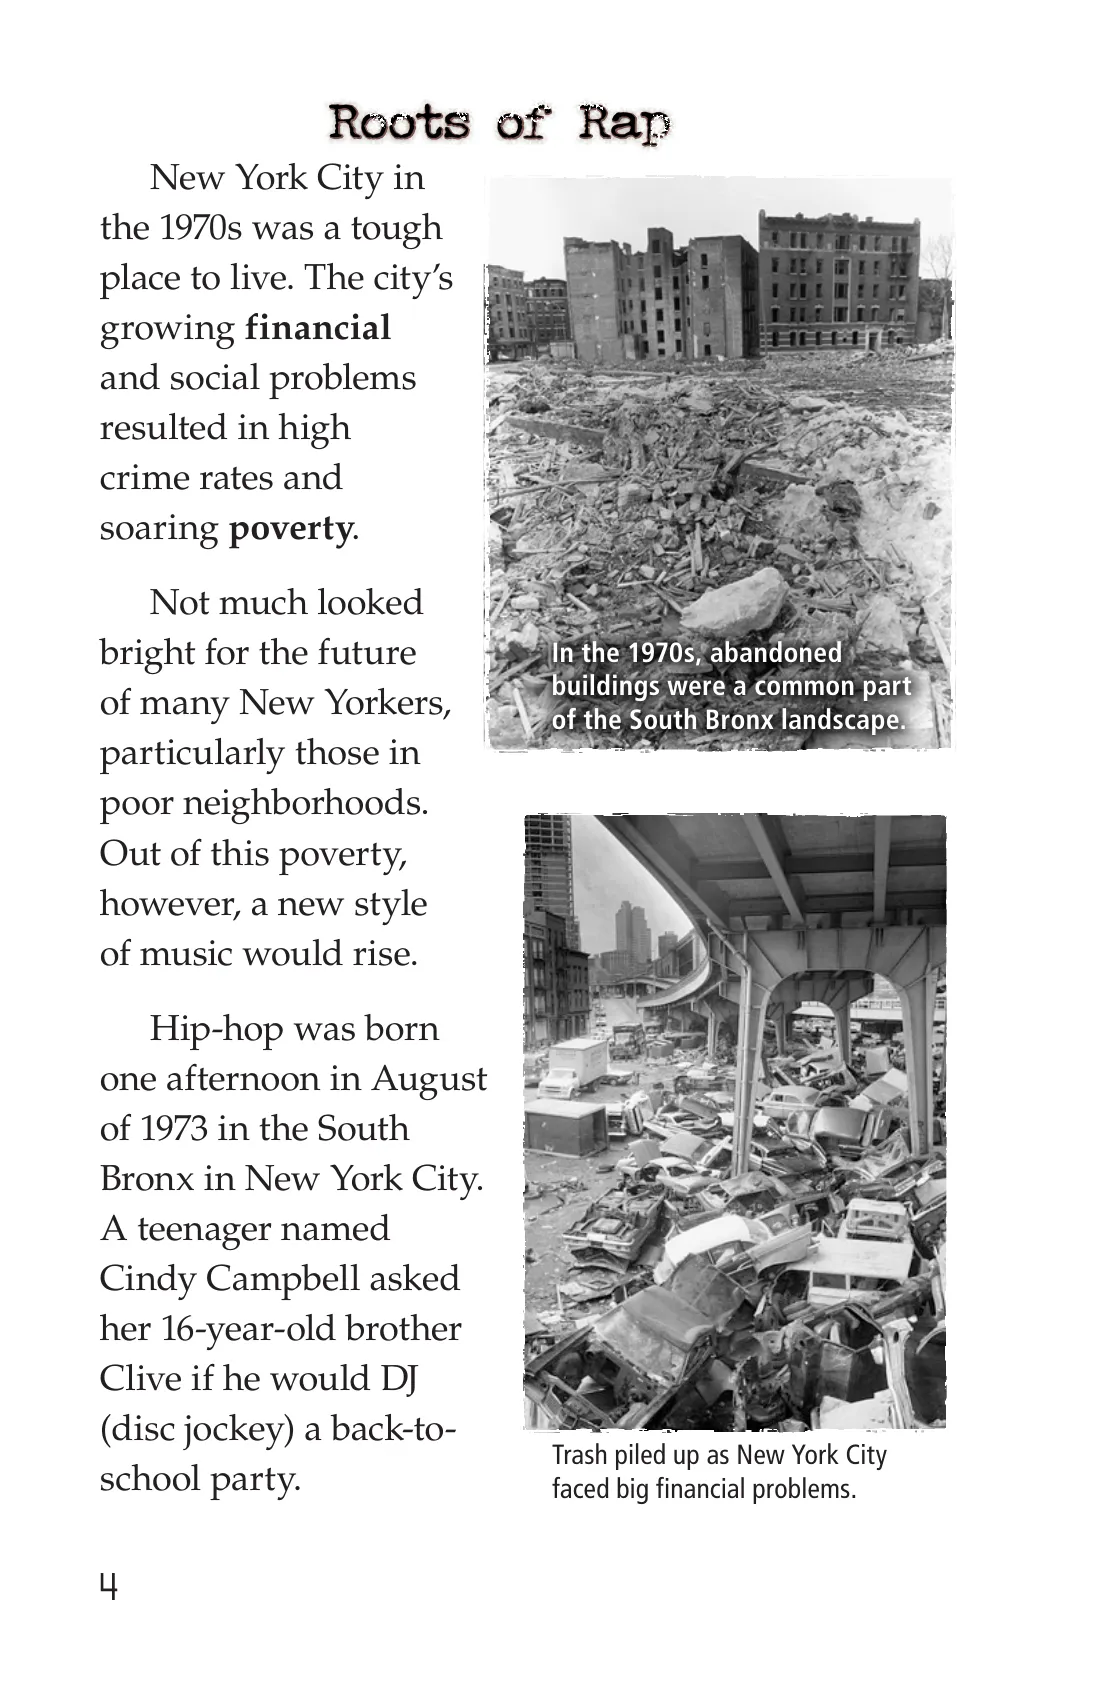 Roots of Rap
New York City in
the 1970s was a tough
place to live. The city’s
growing financial
and social problems
resulted in high
crime rates and
soaring poverty.
Not much looked
bright for the future
of many New Yorkers,
particularly those in
poor neighborhoods.
Out of this poverty,
however, a new style
of music would rise.
Hip-hop was born
one afternoon in August
of 1973 in the South
Bronx in New York City.
A teenager named
Cindy Campbell asked
her 16-year-old brother
Clive if he would DJ
(disc jockey) a back-to-
school party.
In the 1970s, abandoned
buildings were a common part
of the South Bronx landscape.
Trash piled up as New York City
faced big financial problems.
4